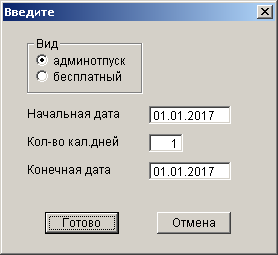 Введите
Вид
админотпуск
бесплатный
Начальная дата 01.01.2017
Кол-во кал.дней 1
Конечная дата 01.01.2017
Готово Отмена